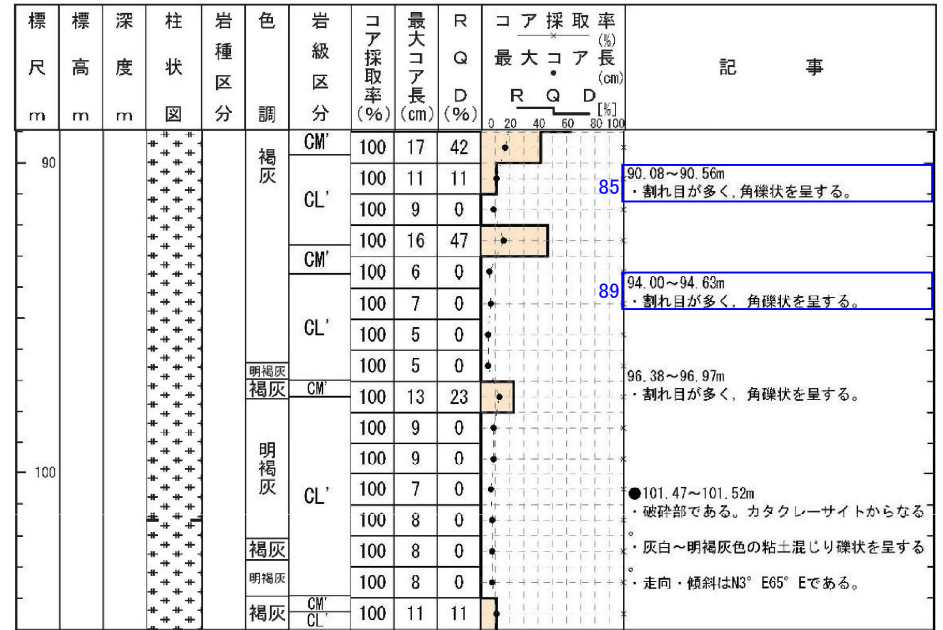 標尺m 標高m 深度m 柱状図 岩種区分 色調 岩級区分 コア採取率(%) 最大コア長(cm) RQD(%) コア採取率(%) 最大コア長(cm) RQD[%] 記事
0 20 40 60 80 100
褐灰 CM' 100 17 42
90
CL' 100 11 11
85 90.08～90.56m
・割れ目が多く,角礫状を呈する。
100 9 0
100 16 47
CM' 100 6 0
89 94.00～94.63m
・割れ目が多く,角礫状を呈する。
CL' 100 7 0
100 5 0
明褐灰 100 5 0
96.38～96.97m
褐灰 CM' 100 13 23
・割れ目が多く,角礫状を呈する。
明褐灰 CL' 100 9 0
100 9 0
100
100 7 0
●101.47～101.52m
・破砕部である。カタクレーサイトからなる。
100 8 0
褐灰 100 8 0
・灰白～明褐灰色の粘土混じり礫状を呈する。
明褐灰 100 8 0
・走向・傾斜はN3°E65°Eである。
褐灰 CM' CL' 100 11 11